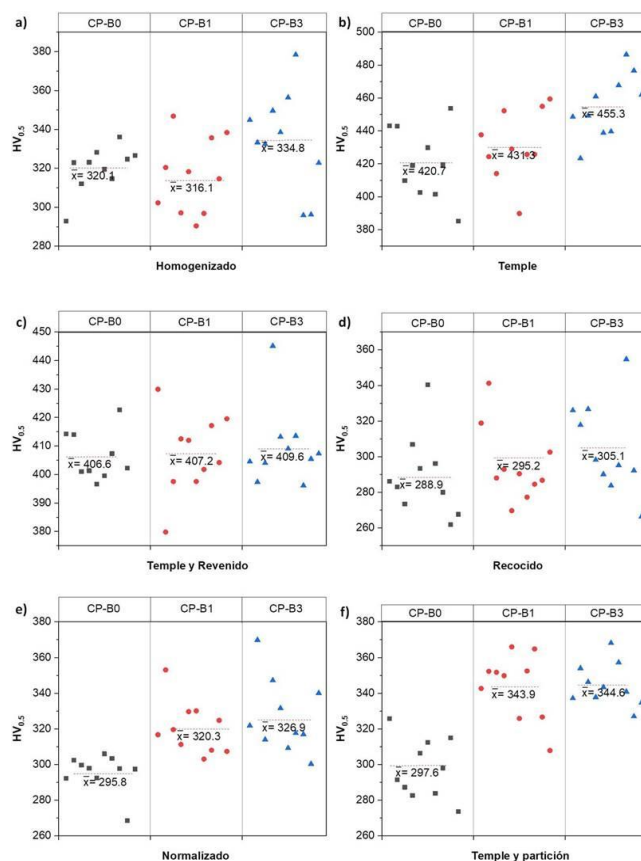 a) CP-B0 CP-B1 CP-B3
HV0.5
380
360
340
320
300
280
x= 320.1
x= 316.1
x= 334.8
Homogenizado
b) CP-B0 CP-B1 CP-B3
HV0.5
500
480
460
440
420
400
380
x= 420.7
x= 431.3
x= 455.3
Temple
c) CP-B0 CP-B1 CP-B3
HV0.5
450
440
430
420
410
400
390
380
x= 406.6
x= 407.2
x= 409.6
Temple y Revenido
d) CP-B0 CP-B1 CP-B3
HV0.5
360
340
320
300
280
260
x= 288.9
x= 295.2
x= 305.1
Recocido
e) CP-B0 CP-B1 CP-B3
HV0.5
380
360
340
320
300
280
260
x= 295.8
x= 320.3
x= 326.9
Normalizado
f) CP-B0 CP-B1 CP-B3
HV0.5
380
360
340
320
300
280
260
x= 297.6
x= 343.9
x= 344.6
Temple y partición